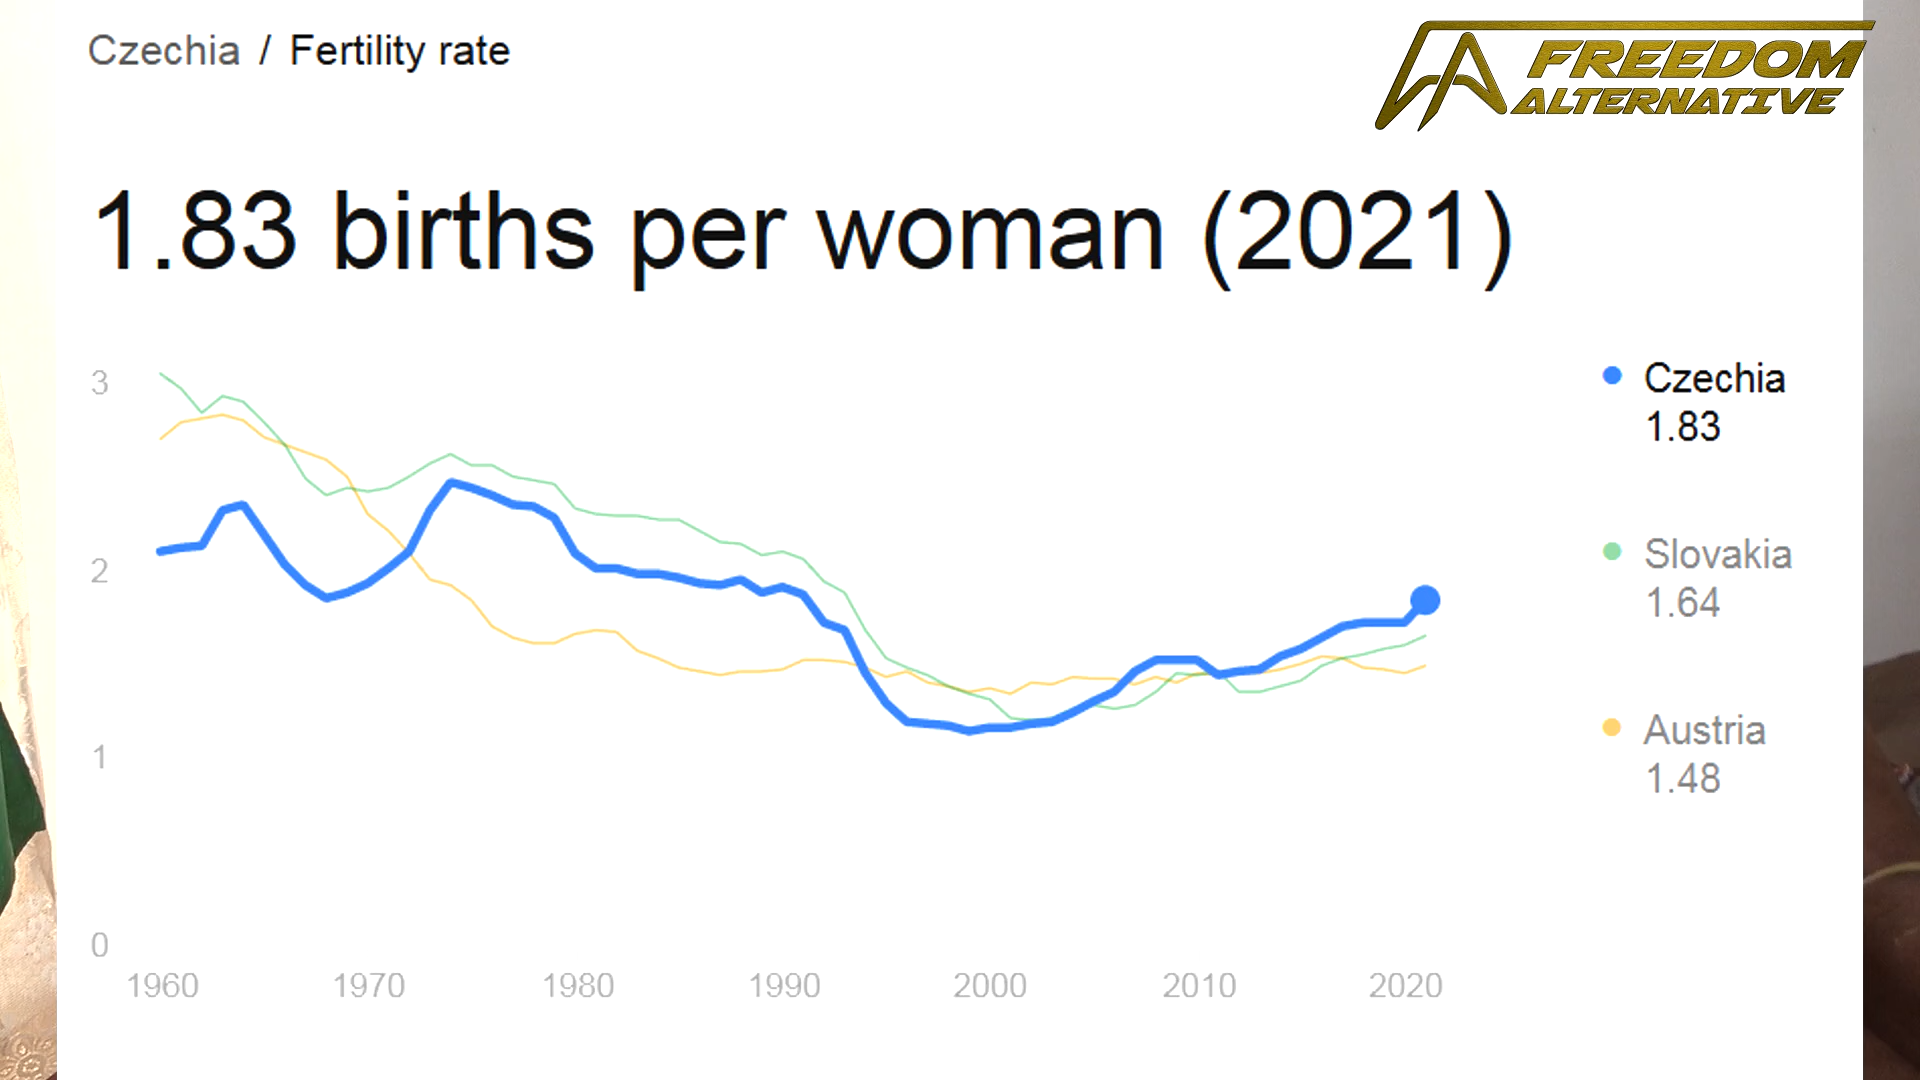 Czechia / Fertility rate
FREEDOM
ALTERNATIVE
1.83 births per woman (2021)
3
2
1
0
1960 1970 1980 1990 2000 2010 2020
Czechia
1.83
Slovakia
1.64
Austria
1.48